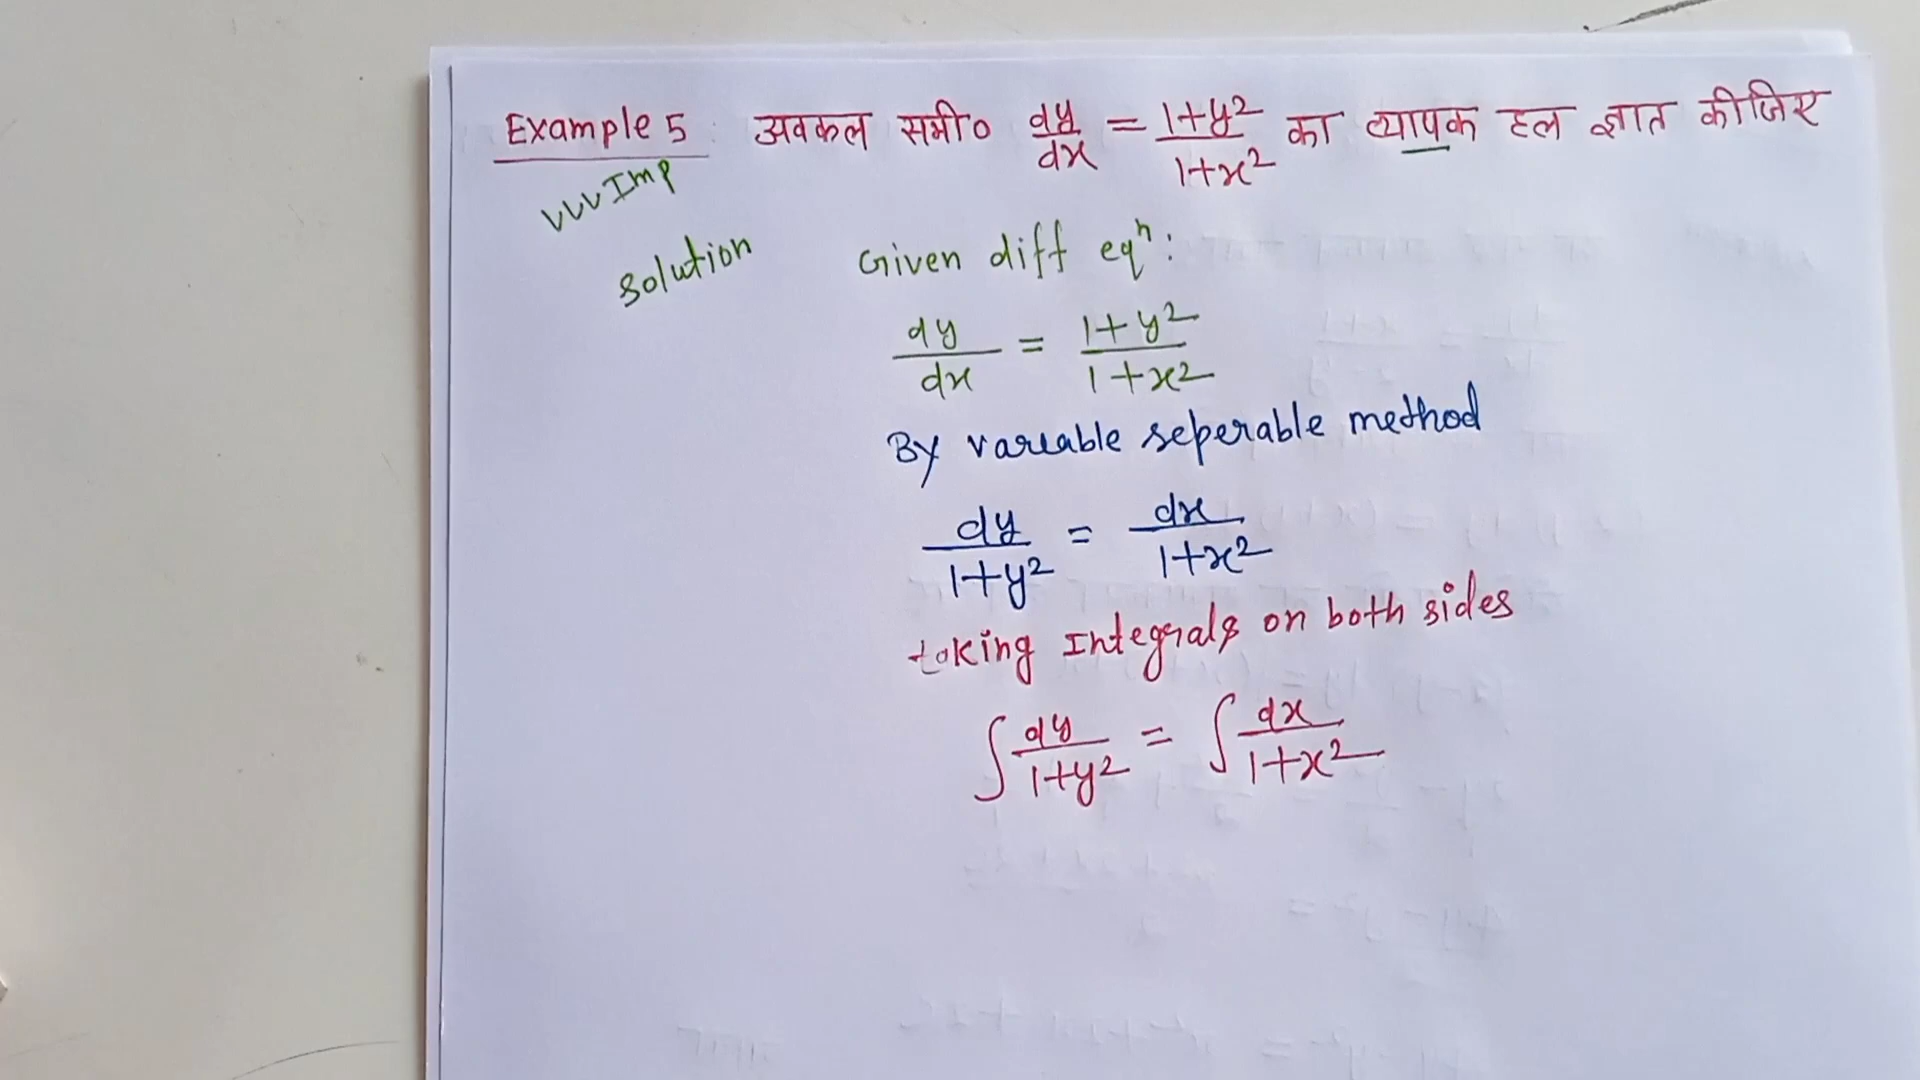 Example 5 अवकल समी० dy/dx = 1+y²/1+x² का व्यापक हल ज्ञात कीजिए
VVV Imp
Solution
Given diff eqⁿ:
dy/dx = 1+y²/1+x²
By variable seperable method
dy/1+y² = dx/1+x²
taking Integrals on both sides
∫ dy/1+y² = ∫ dx/1+x²